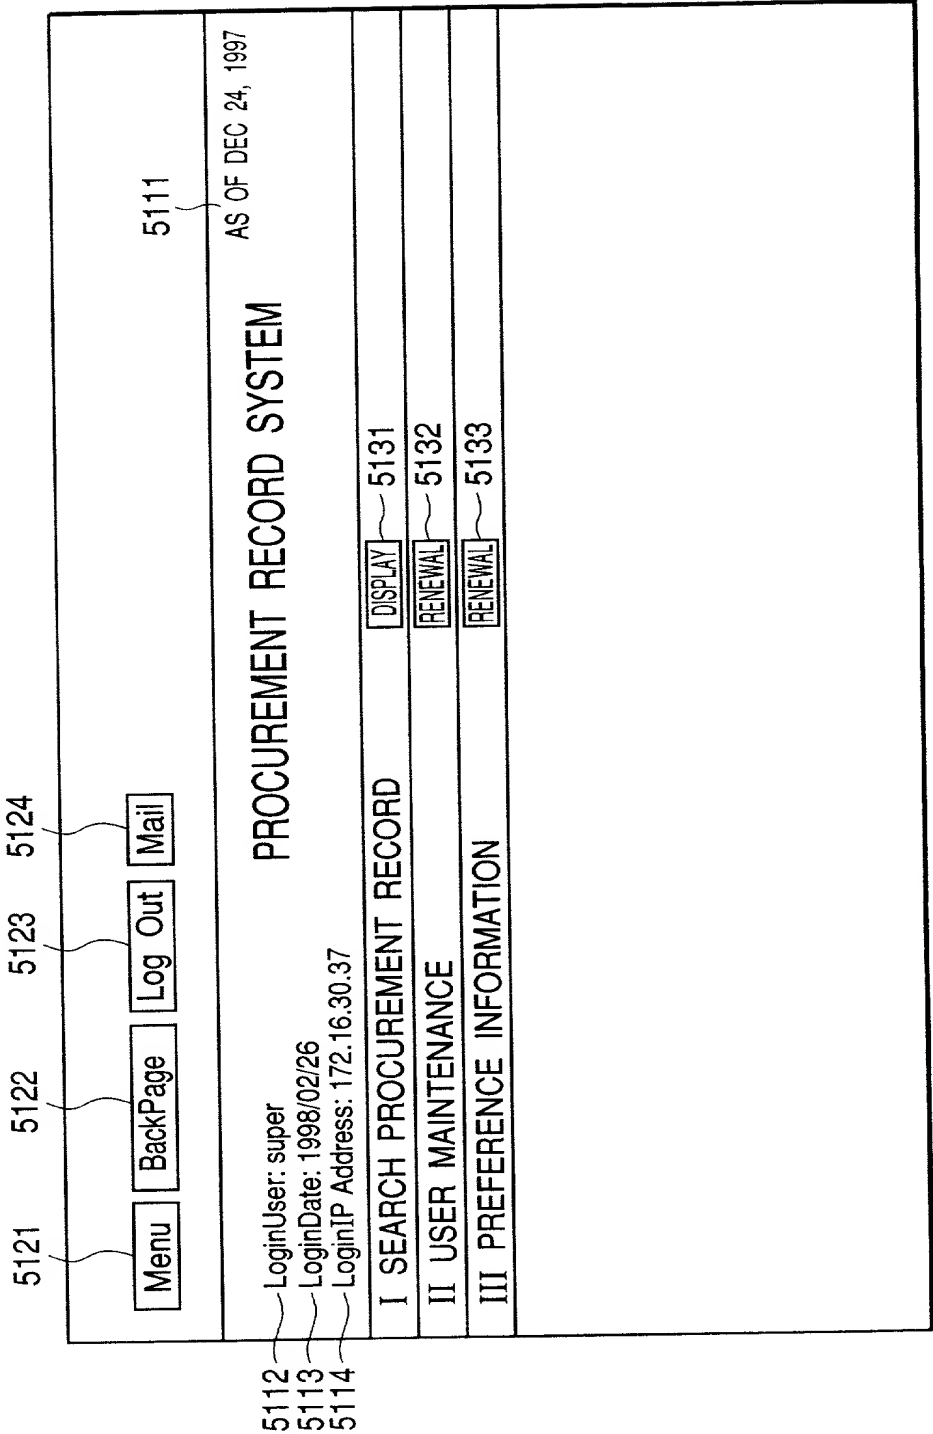 5121 5122 5123 5124
Menu BackPage Log Out Mail
5111
AS OF DEC 24, 1997
PROCUREMENT RECORD SYSTEM
5112 LoginUser: super
5113 LoginDate: 1998/02/26
5114 LoginIP Address: 172.16.30.37
I SEARCH PROCUREMENT RECORD DISPLAY 5131
II USER MAINTENANCE RENEWAL 5132
III PREFERENCE INFORMATION RENEWAL 5133